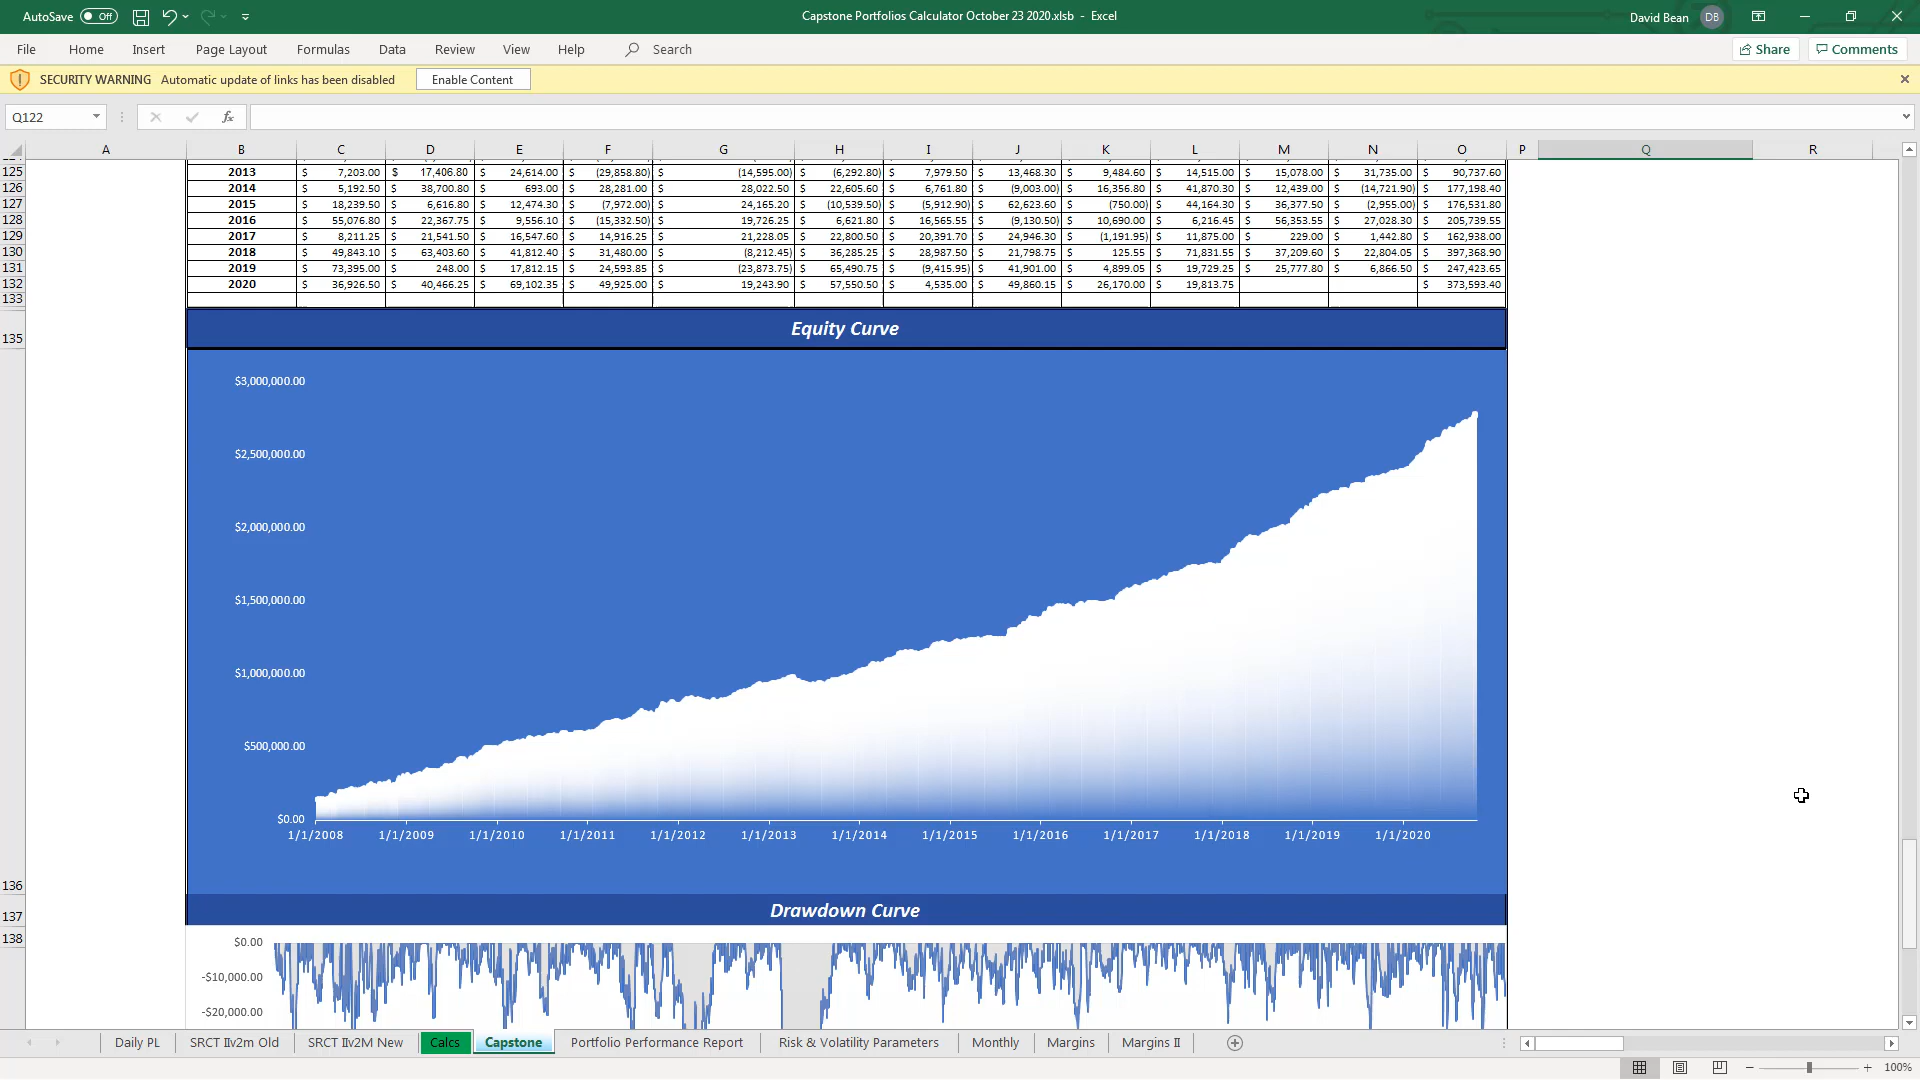 AutoSave Off Capstone Portfolios Calculator October 23 2020.xlsb - Excel David Bean DB
File Home Insert Page Layout Formulas Data Review View Help Search Share Comments
SECURITY WARNING Automatic update of links has been disabled Enable Content
Q122 fx
A B C D E F G H I J K L M N O P Q R
125 2013 $ 7,203.00 $ 17,406.80 $ 24,614.00 $ (29,858.80) $ (14,595.00) $ (6,292.80) $ 7,979.50 $ 13,468.30 $ 9,484.60 $ 14,515.00 $ 15,078.00 $ 31,735.00 $ 90,737.60
126 2014 $ 5,192.50 $ 38,700.80 $ 693.00 $ 28,281.00 $ 28,022.50 $ 22,605.60 $ 6,761.80 $ (9,003.00) $ 16,356.80 $ 41,870.30 $ 12,439.00 $ (14,721.90) $ 177,198.40
127 2015 $ 18,239.50 $ 6,616.80 $ 12,474.30 $ (7,972.00) $ 24,165.20 $ (10,539.50) $ (5,912.90) $ 62,623.60 $ (750.00) $ 44,164.30 $ 36,377.50 $ (2,955.00) $ 176,531.80
128 2016 $ 55,076.80 $ 22,367.75 $ 9,556.10 $ (15,332.50) $ 19,726.25 $ 6,621.80 $ 16,565.55 $ (9,130.50) $ 10,690.00 $ 6,216.45 $ 56,353.55 $ 27,028.30 $ 205,739.55
129 2017 $ 8,211.25 $ 21,541.50 $ 16,547.60 $ 14,916.25 $ 21,228.05 $ 22,800.50 $ 20,391.70 $ 24,946.30 $ (1,191.95) $ 11,875.00 $ 229.00 $ 1,442.80 $ 162,938.00
130 2018 $ 49,843.10 $ 63,403.60 $ 41,812.40 $ 31,480.00 $ (8,212.45) $ 36,285.25 $ 28,987.50 $ 21,798.75 $ 125.55 $ 71,831.55 $ 37,209.60 $ 22,804.05 $ 397,368.90
131 2019 $ 73,395.00 $ 248.00 $ 17,812.15 $ 24,593.85 $ (23,873.75) $ 65,490.75 $ (9,415.95) $ 41,901.00 $ 4,899.05 $ 19,729.25 $ 25,777.80 $ 6,866.50 $ 247,423.65
132 2020 $ 36,926.50 $ 40,466.25 $ 69,102.35 $ 49,925.00 $ 19,243.90 $ 57,550.50 $ 4,535.00 $ 49,860.15 $ 26,170.00 $ 19,813.75 $ 373,593.40
133
135 Equity Curve
$3,000,000.00
$2,500,000.00
$2,000,000.00
$1,500,000.00
$1,000,000.00
$500,000.00
$0.00
1/1/2008 1/1/2009 1/1/2010 1/1/2011 1/1/2012 1/1/2013 1/1/2014 1/1/2015 1/1/2016 1/1/2017 1/1/2018 1/1/2019 1/1/2020
136
137 Drawdown Curve
138
$0.00
-$10,000.00
-$20,000.00
Daily PL SRCT IIv2m Old SRCT IIv2M New Calcs Capstone Portfolio Performance Report Risk & Volatility Parameters Monthly Margins Margins II
100%